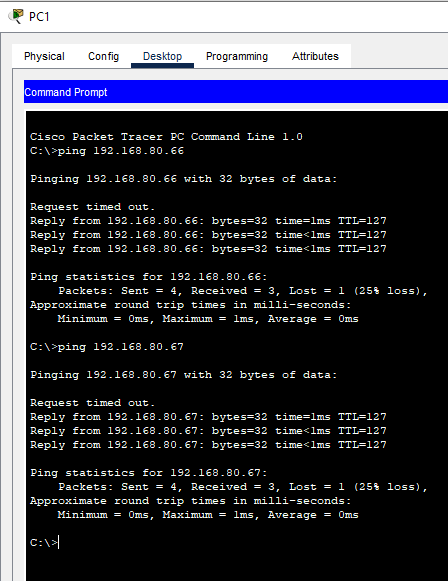 PC1
Physical Config Desktop Programming Attributes
Command Prompt
Cisco Packet Tracer PC Command Line 1.0
C:\>ping 192.168.80.66
Pinging 192.168.80.66 with 32 bytes of data:
Request timed out.
Reply from 192.168.80.66: bytes=32 time=1ms TTL=127
Reply from 192.168.80.66: bytes=32 time<1ms TTL=127
Reply from 192.168.80.66: bytes=32 time<1ms TTL=127
Ping statistics for 192.168.80.66:
Packets: Sent = 4, Received = 3, Lost = 1 (25% loss),
Approximate round trip times in milli-seconds:
Minimum = 0ms, Maximum = 1ms, Average = 0ms
C:\>ping 192.168.80.67
Pinging 192.168.80.67 with 32 bytes of data:
Request timed out.
Reply from 192.168.80.67: bytes=32 time=1ms TTL=127
Reply from 192.168.80.67: bytes=32 time<1ms TTL=127
Reply from 192.168.80.67: bytes=32 time<1ms TTL=127
Ping statistics for 192.168.80.67:
Packets: Sent = 4, Received = 3, Lost = 1 (25% loss),
Approximate round trip times in milli-seconds:
Minimum = 0ms, Maximum = 1ms, Average = 0ms
C:\>